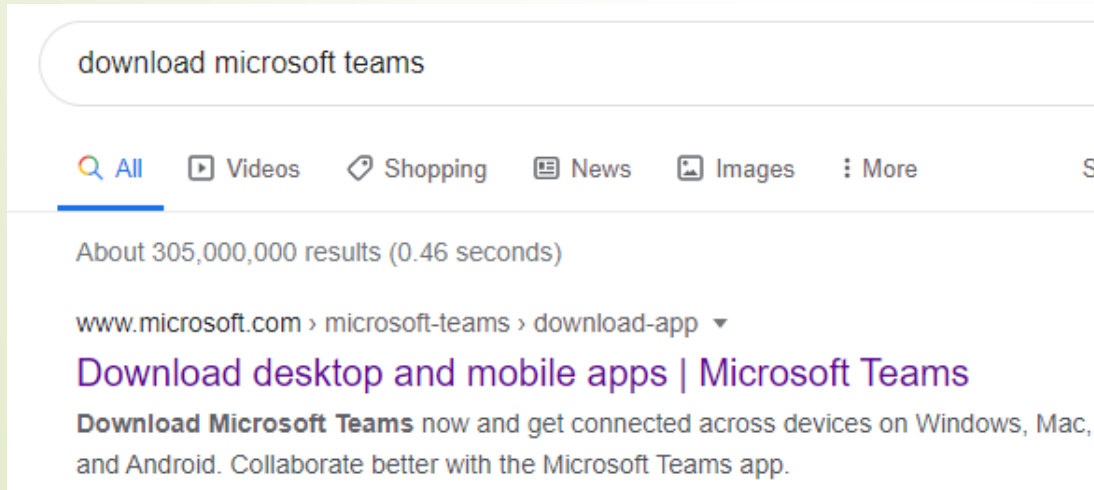 download microsoft teams
All Videos Shopping News Images More S
About 305,000,000 results (0.46 seconds)
www.microsoft.com › microsoft-teams › download-app
Download desktop and mobile apps | Microsoft Teams
Download Microsoft Teams now and get connected across devices on Windows, Mac,
and Android. Collaborate better with the Microsoft Teams app.